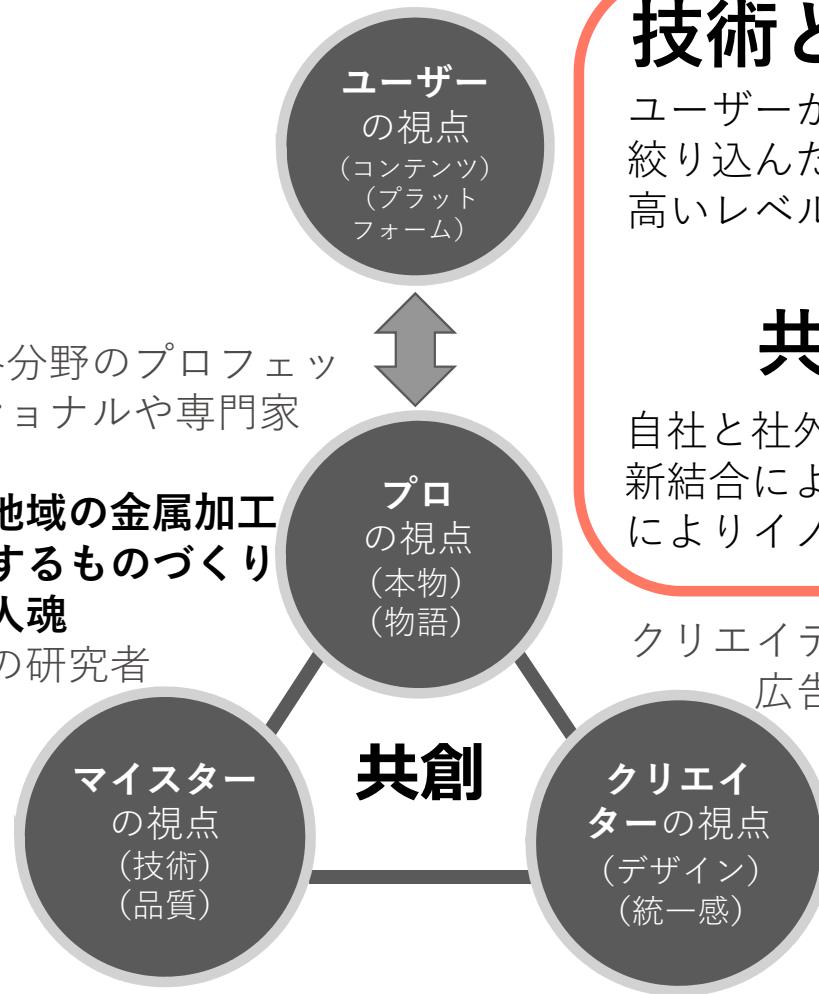 ユーザー
の視点
（コンテンツ）
（プラット
フォーム）
技術と
ユーザーが
絞り込んだ
高いレベル
共
自社と社外
新結合によ
によりイノ
分野のプロフェッ
ショナルや専門家
プロ
の視点
（本物）
（物語）
地域の金属加工
するものづくり
人魂
の研究者
クリエイテ
広告
マイスター
の視点
（技術）
（品質）
共創
クリエイ
ターの視点
（デザイン）
（統一感）